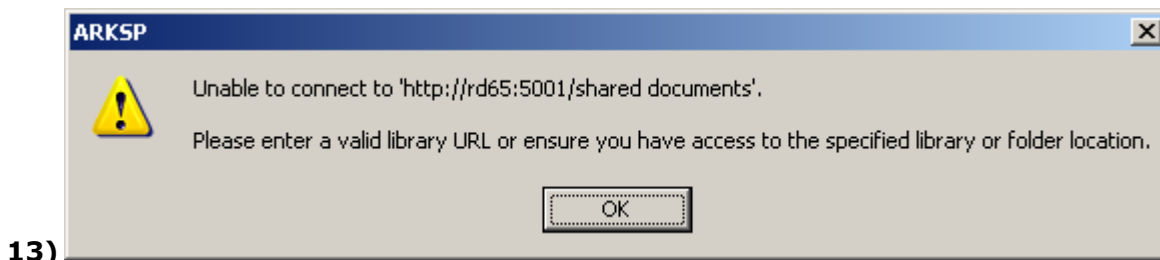 ARKSP
Unable to connect to 'http://rd65:5001/shared documents'.
Please enter a valid library URL or ensure you have access to the specified library or folder location.
OK
13)